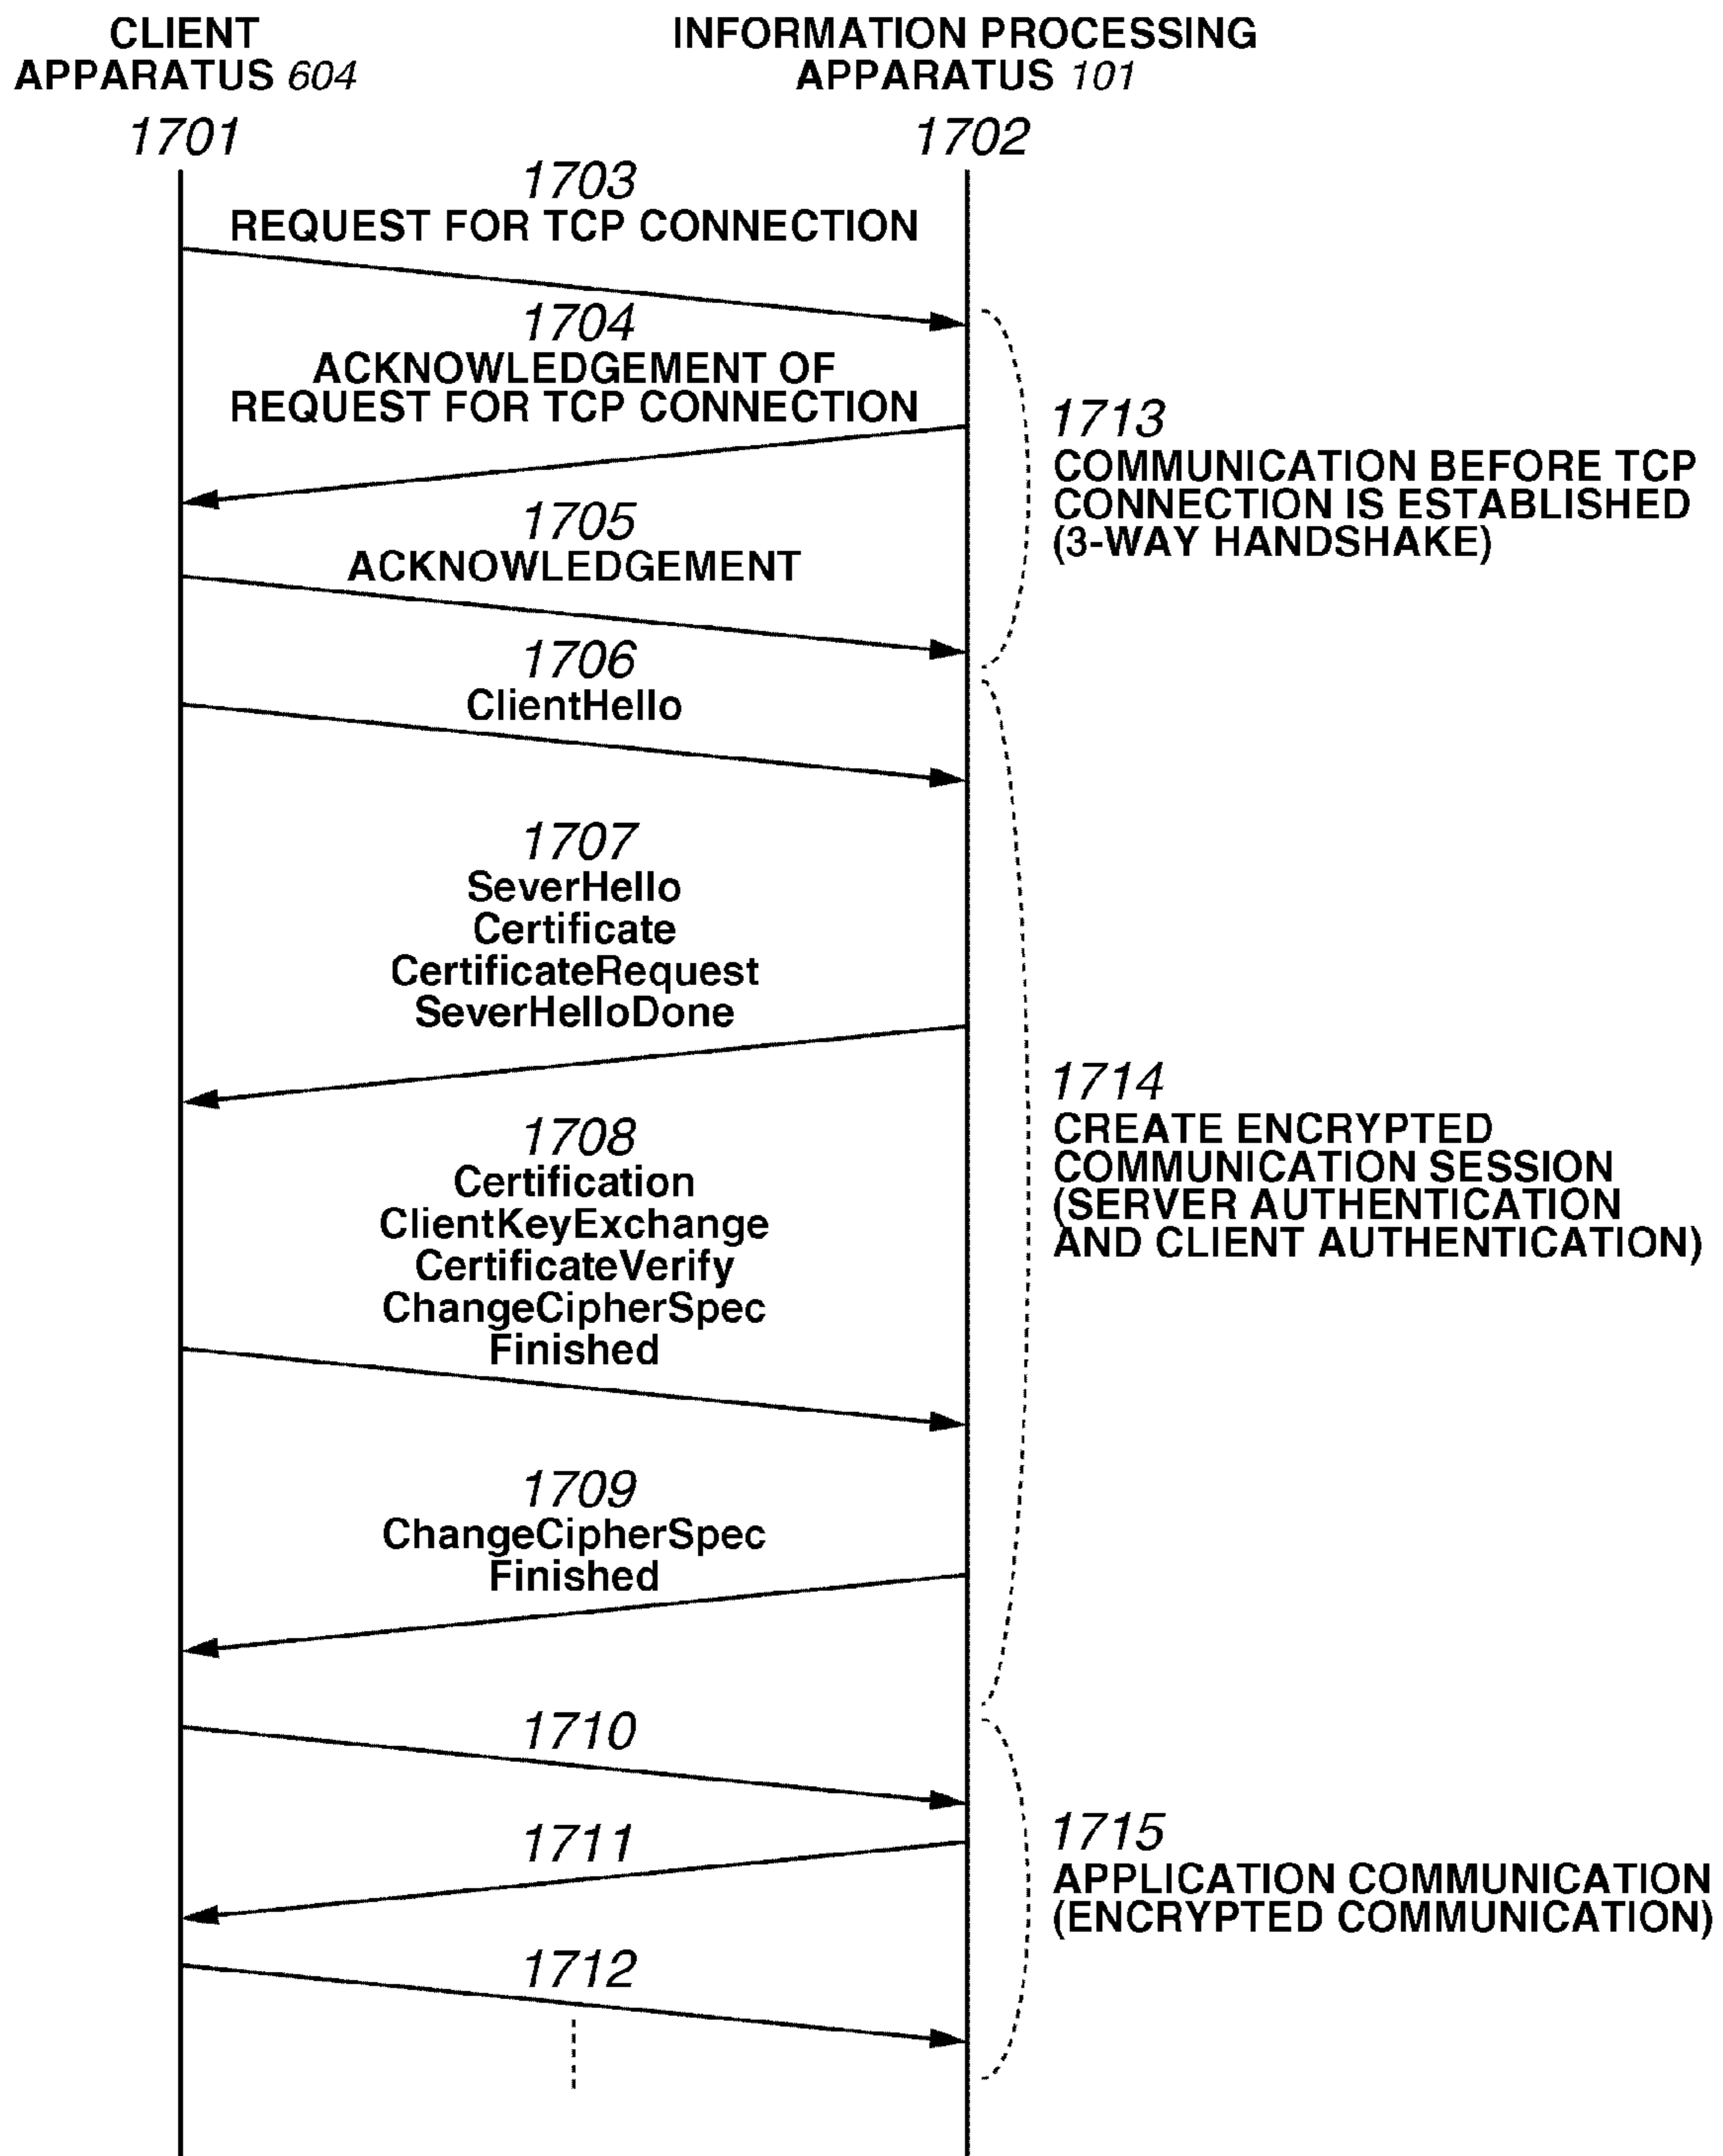 CLIENT
APPARATUS 604
INFORMATION PROCESSING
APPARATUS 101
1701
1702
1703
REQUEST FOR TCP CONNECTION
1704
ACKNOWLEDGEMENT OF
REQUEST FOR TCP CONNECTION
1713
COMMUNICATION BEFORE TCP
CONNECTION IS ESTABLISHED
(3-WAY HANDSHAKE)
1705
ACKNOWLEDGEMENT
1706
ClientHello
1707
SeverHello
Certificate
CertificateRequest
SeverHelloDone
1714
CREATE ENCRYPTED
COMMUNICATION SESSION
(SERVER AUTHENTICATION
AND CLIENT AUTHENTICATION)
1708
Certification
ClientKeyExchange
CertificateVerify
ChangeCipherSpec
Finished
1709
ChangeCipherSpec
Finished
1710
1711
1715
APPLICATION COMMUNICATION
(ENCRYPTED COMMUNICATION)
1712